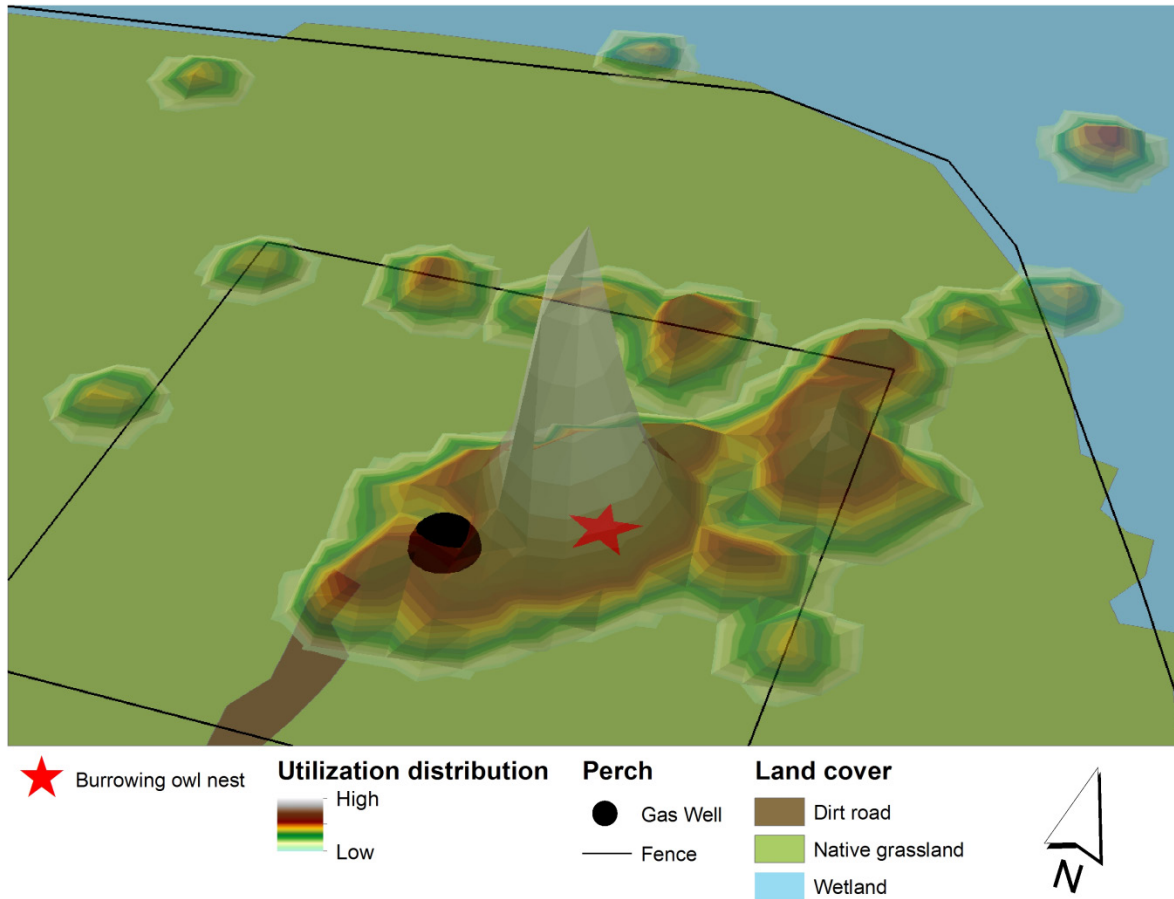 Burrowing owl nest
Utilization distribution
High
Low
Perch
Gas Well
Fence
Land cover
Dirt road
Native grassland
Wetland
N